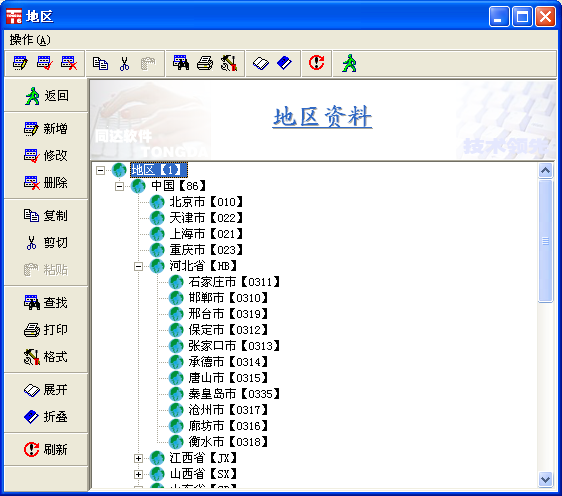 地区
操作(A)
返回
新增
修改
删除
复制
剪切
粘贴
查找
打印
格式
展开
折叠
刷新
同达软件
TONGDA
地区资料
技术领先
地区【1】
中国【86】
北京市【010】
天津市【022】
上海市【021】
重庆市【023】
河北省【HB】
石家庄市【0311】
邯郸市【0310】
邢台市【0319】
保定市【0312】
张家口市【0313】
承德市【0314】
唐山市【0315】
秦皇岛市【0335】
沧州市【0317】
廊坊市【0316】
衡水市【0318】
江西省【JX】
山西省【SX】